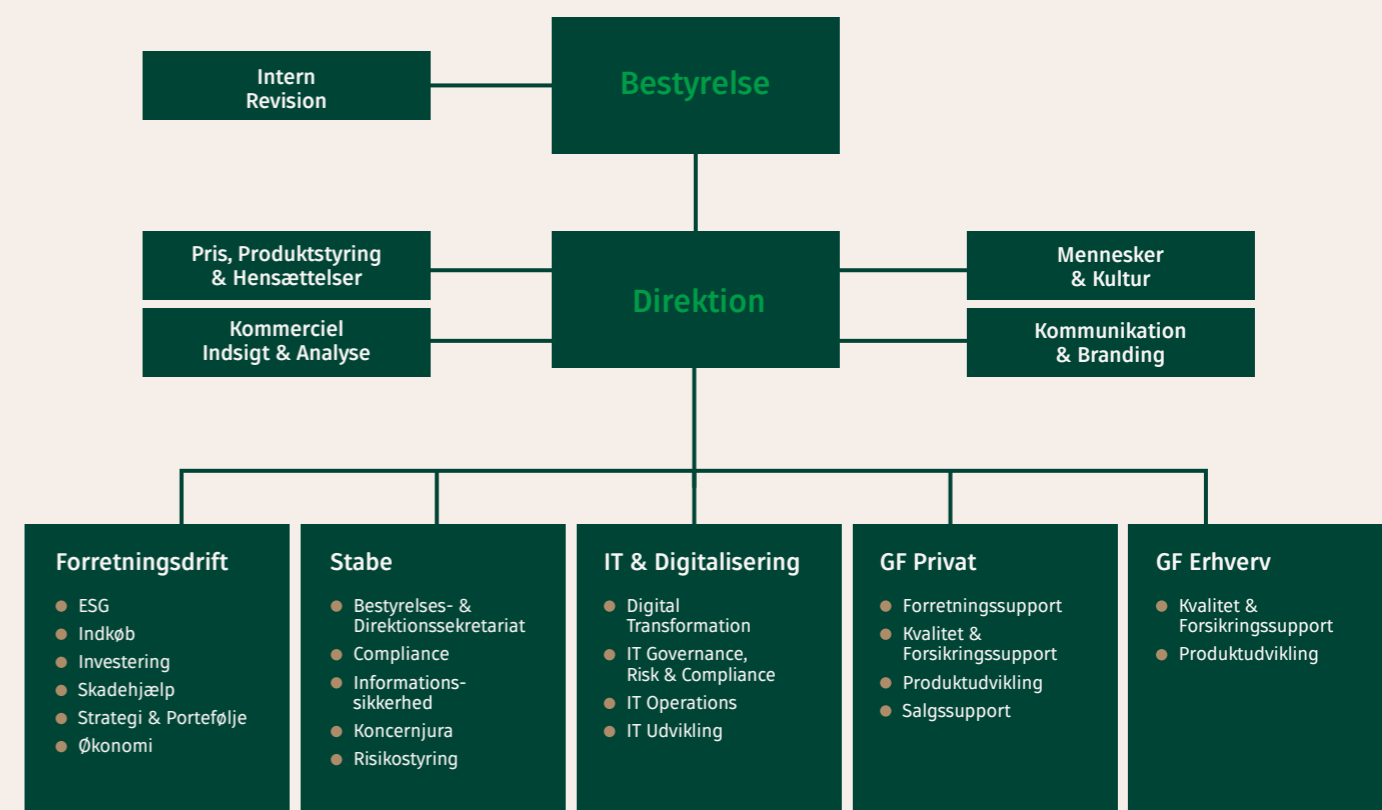 Intern
Revision
Bestyrelse
Pris, Produktstyring
& Hensættelser
Kommerciel
Indsigt & Analyse
Direktion
Mennesker
& Kultur
Kommunikation
& Branding
Forretningsdrift
ESG
Indkøb
Investering
Skadehjælp
Strategi & Portefølje
Økonomi
Stabe
Bestyrelses- &
Direktionssekretariat
Compliance
Informations-
sikkerhed
Koncernjura
Risikostyring
IT & Digitalisering
Digital
Transformation
IT Governance,
Risk & Compliance
IT Operations
IT Udvikling
GF Privat
Forretningssupport
Kvalitet &
Forsikringssupport
Produktudvikling
Salgssupport
GF Erhverv
Kvalitet &
Forsikringssupport
Produktudvikling